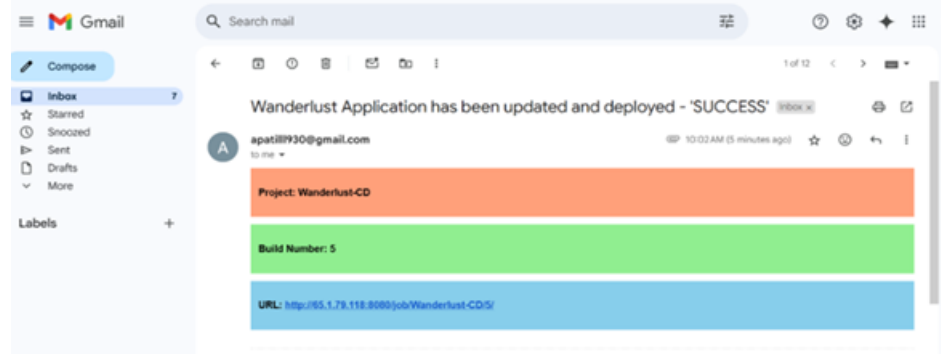 Gmail
Search mail
Compose
1 of 12
Inbox 7
Starred
Snoozed
Sent
Drafts
More
Labels
Wanderlust Application has been updated and deployed - 'SUCCESS' Inbox x
A
apatilll930@gmail.com
10:02 AM (5 minutes ago)
to me
Project: Wanderlust-CD
Build Number: 5
URL: http://65.1.79.118:8080/job/Wanderlust-CD/5/